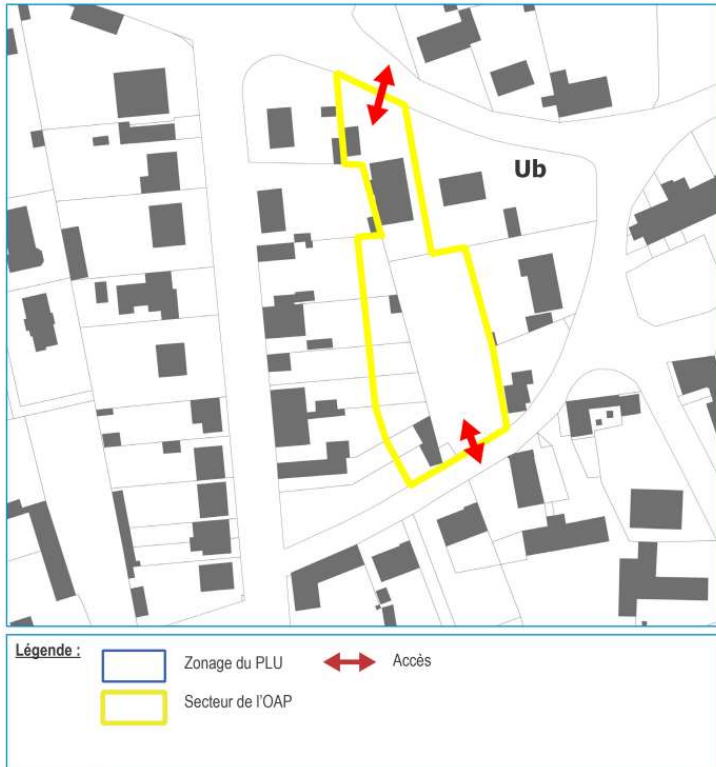 Ub
Légende :
Zonage du PLU
Accès
Secteur de l'OAP